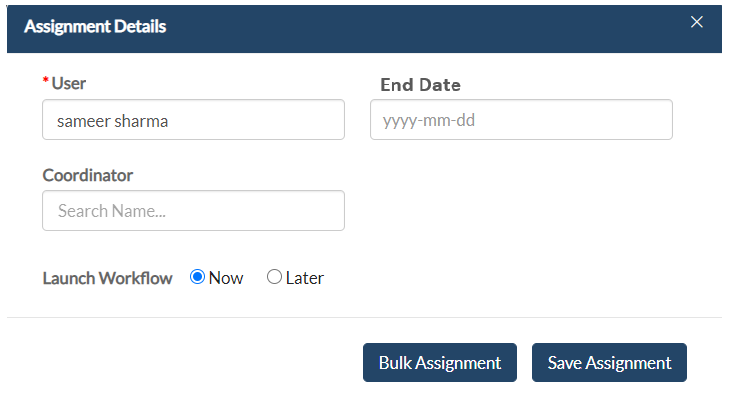 Assignment Details
* User
End Date
sameer sharma
yyyy-mm-dd
Coordinator
Search Name...
Launch Workflow Now Later
Bulk Assignment Save Assignment